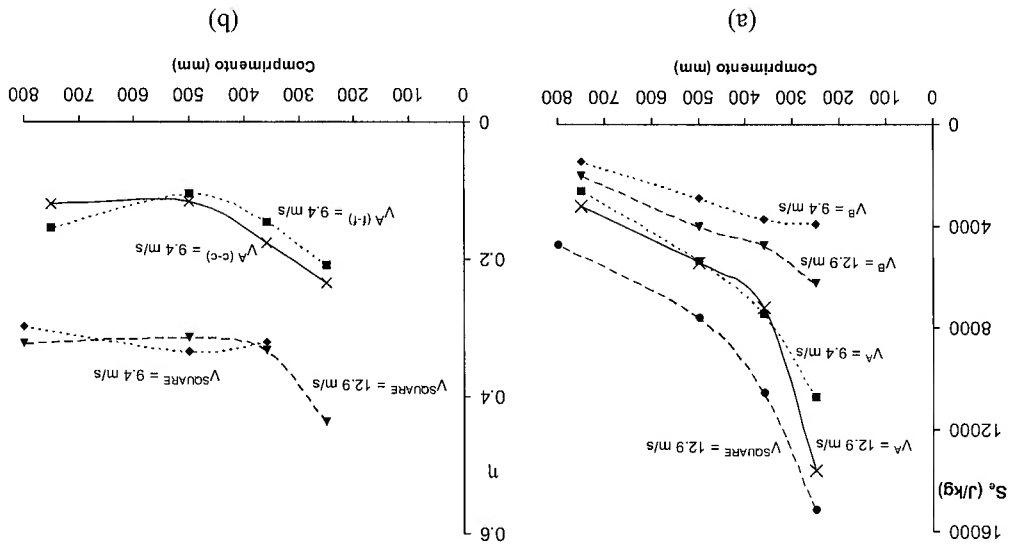 16000
S_e (J/kg)
12000
8000
4000
0
V_A = 12.9 m/s
V_SQUARE = 12.9 m/s
V_A = 9.4 m/s
V_B = 12.9 m/s
V_B = 9.4 m/s
0 100 200 300 400 500 600 700 800
Comprimento (mm)
(a)
0.6
η
0.4
0.2
0
V_SQUARE = 12.9 m/s
V_SQUARE = 9.4 m/s
V_A (c-c) = 9.4 m/s
V_A (f-f) = 9.4 m/s
0 100 200 300 400 500 600 700 800
Comprimento (mm)
(b)